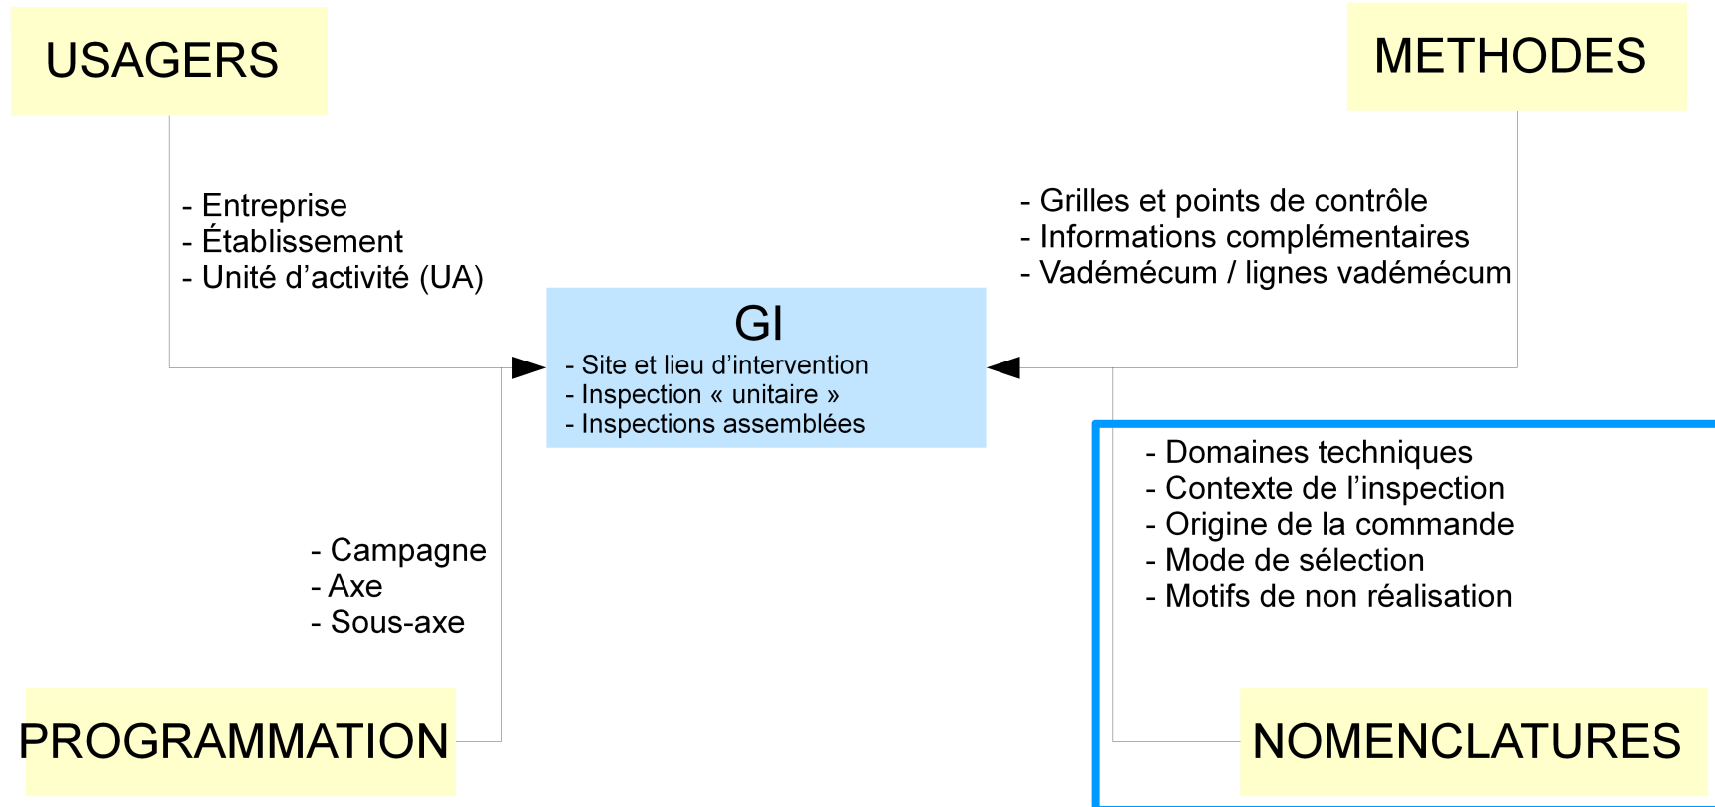 USAGERS
METHODES
- Entreprise
- Établissement
- Unité d’activité (UA)
- Grilles et points de contrôle
- Informations complémentaires
- Vadémécum / lignes vadémécum
GI
- Site et lieu d’intervention
- Inspection « unitaire »
- Inspections assemblées
- Domaines techniques
- Contexte de l’inspection
- Origine de la commande
- Mode de sélection
- Motifs de non réalisation
- Campagne
- Axe
- Sous-axe
PROGRAMMATION
NOMENCLATURES